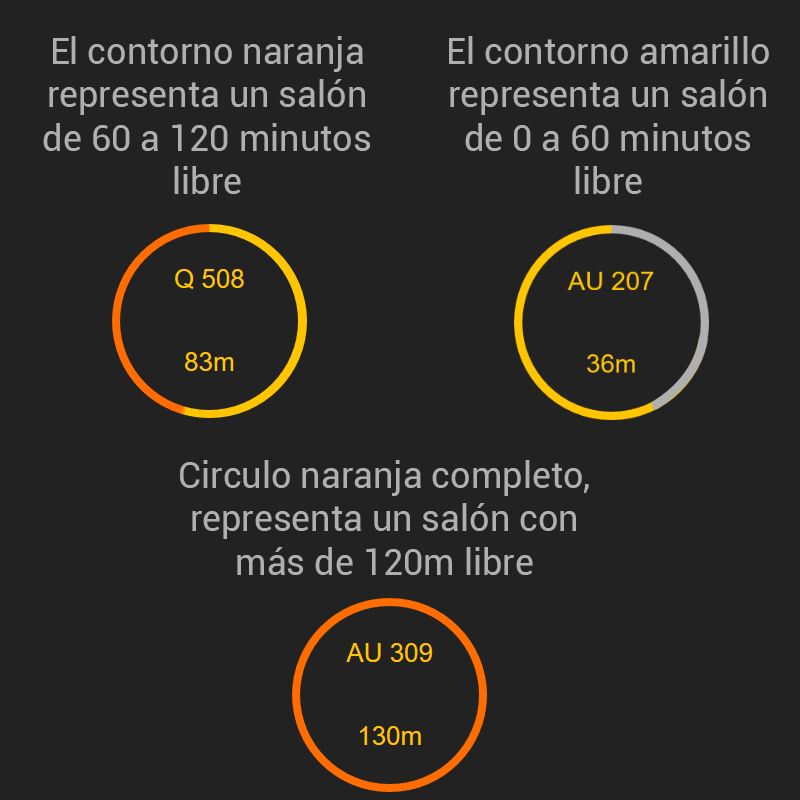 El contorno naranja
representa un salón
de 60 a 120 minutos
libre
Q 508
83m
El contorno amarillo
representa un salón
de 0 a 60 minutos
libre
AU 207
36m
Circulo naranja completo,
representa un salón con
más de 120m libre
AU 309
130m